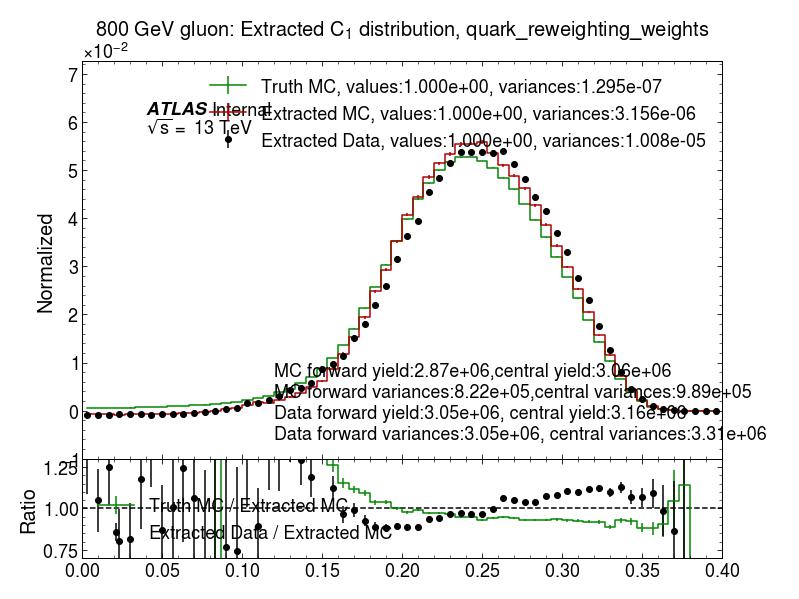 800 GeV gluon: Extracted C₁ distribution, quark_reweighting_weights
×10⁻²
Truth MC, values:1.000e+00, variances:1.295e-07
ATLAS Internal
Extracted MC, values:1.000e+00, variances:3.156e-06
√s = 13 TeV
Extracted Data, values:1.000e+00, variances:1.008e-05
7
6
5
4
3
2
1
0
1
Normalized
MC forward yield:2.87e+06,central yield:3.06e+06
MC forward variances:8.22e+05,central variances:9.89e+05
Data forward yield:3.05e+06, central yield:3.16e+06
Data forward variances:3.05e+06, central variances:3.31e+06
1.25
1.00
0.75
Ratio
Truth MC / Extracted MC
Extracted Data / Extracted MC
0.00 0.05 0.10 0.15 0.20 0.25 0.30 0.35 0.40